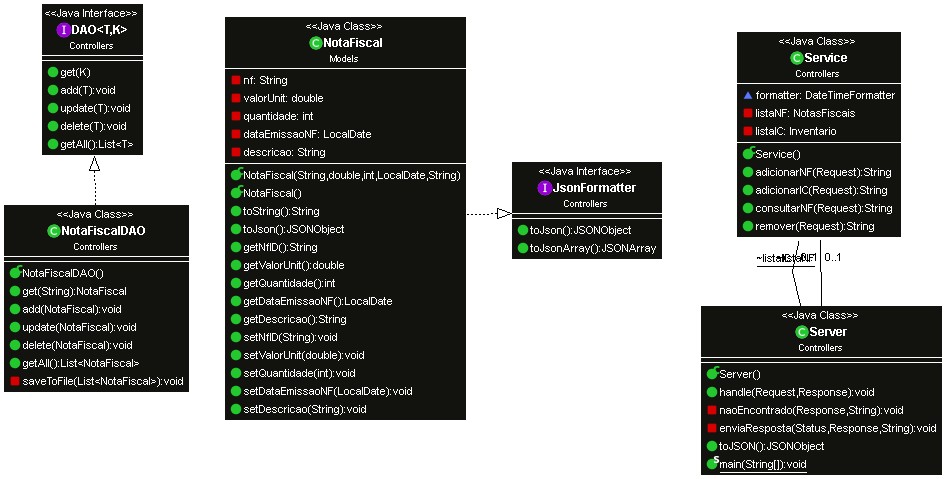 <<Java Interface>>
DAO<T,K>
Controllers
get(K)
add(T):void
update(T):void
delete(T):void
getAll():List<T>
<<Java Class>>
NotaFiscalDAO
Controllers
NotaFiscalDAO()
get(String):NotaFiscal
add(NotaFiscal):void
update(NotaFiscal):void
delete(NotaFiscal):void
getAll():List<NotaFiscal>
saveToFile(List<NotaFiscal>):void
<<Java Class>>
NotaFiscal
Models
nf: String
valorUnit: double
quantidade: int
dataEmissaoNF: LocalDate
descricao: String
NotaFiscal(String,double,int,LocalDate,String)
NotaFiscal()
toString():String
toJson():JSONObject
getNfID():String
getValorUnit():double
getQuantidade():int
getDataEmissaoNF():LocalDate
getDescricao():String
setNfID(String):void
setValorUnit(double):void
setQuantidade(int):void
setDataEmissaoNF(LocalDate):void
setDescricao(String):void
<<Java Interface>>
JsonFormatter
Controllers
toJson():JSONObject
toJsonArray():JSONArray
<<Java Class>>
Service
Controllers
formatter: DateTimeFormatter
listaNF: NotasFiscais
listaIC: Inventario
Service()
adicionarNF(Request):String
adicionarIC(Request):String
consultarNF(Request):String
remover(Request):String
0..1
<<Java Class>>
Server
Controllers
Server()
handle(Request,Response):void
naoEncontrado(Response,String):void
enviaResposta(Status,Response,String):void
toJSON():JSONObject
main(String[]):void